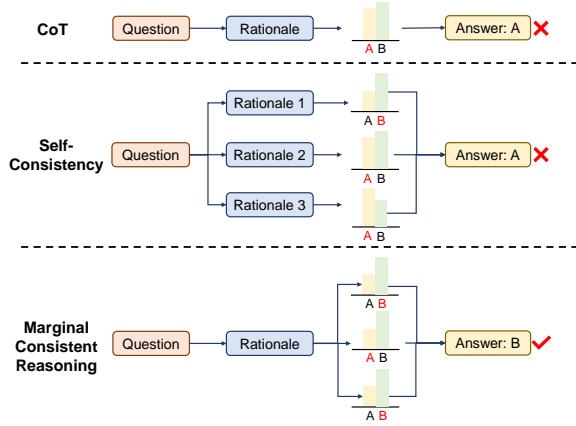 CoT
Question
Rationale
A B
Answer: A
Self-
Consistency
Question
Rationale 1
A B
Rationale 2
A B
Rationale 3
A B
Answer: A
Marginal
Consistent
Reasoning
Question
Rationale
A B
A B
A B
Answer: B